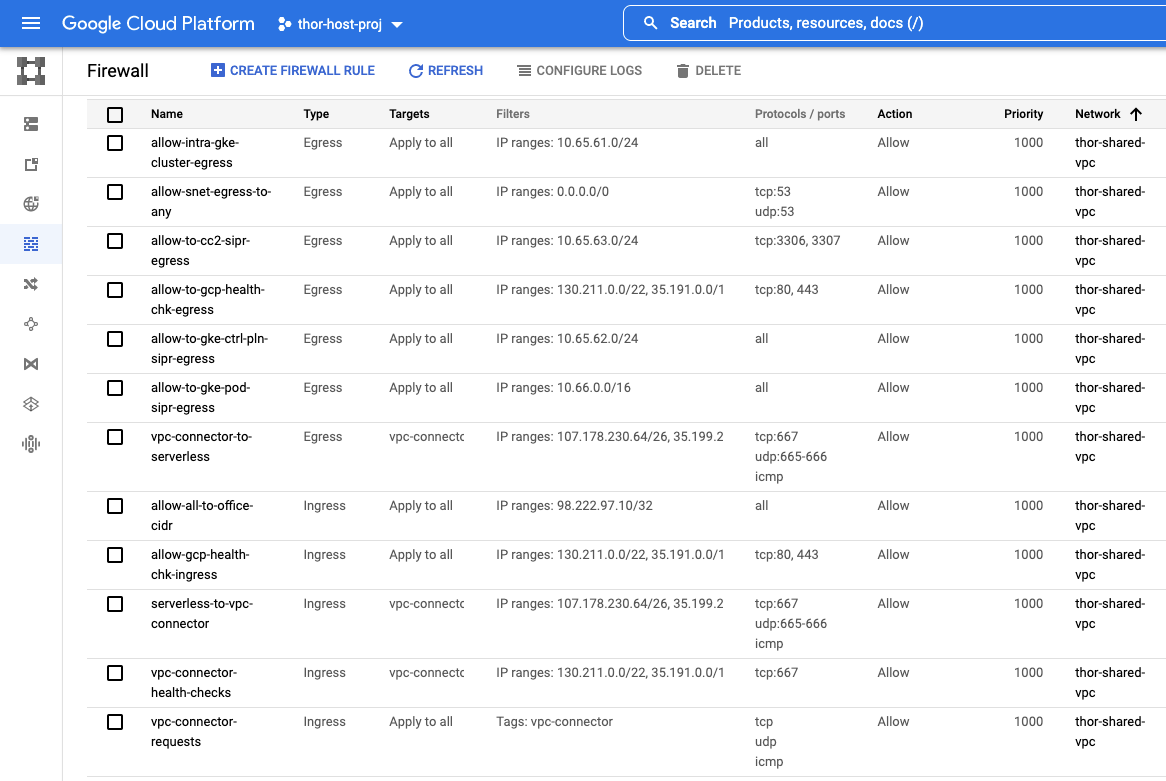 Google Cloud Platform thor-host-proj Search Products, resources, docs (/)
Firewall CREATE FIREWALL RULE REFRESH CONFIGURE LOGS DELETE
Name Type Targets Filters Protocols / ports Action Priority Network
allow-intra-gke- Egress Apply to all IP ranges: 10.65.61.0/24 all Allow 1000 thor-shared-
cluster-egress vpc
allow-snet-egress-to- Egress Apply to all IP ranges: 0.0.0.0/0 tcp:53 Allow 1000 thor-shared-
any udp:53 vpc
allow-to-cc2-sipr- Egress Apply to all IP ranges: 10.65.63.0/24 tcp:3306, 3307 Allow 1000 thor-shared-
egress vpc
allow-to-gcp-health- Egress Apply to all IP ranges: 130.211.0.0/22, 35.191.0.0/1 tcp:80, 443 Allow 1000 thor-shared-
chk-egress vpc
allow-to-gke-ctrl-pln- Egress Apply to all IP ranges: 10.65.62.0/24 all Allow 1000 thor-shared-
sipr-egress vpc
allow-to-gke-pod- Egress Apply to all IP ranges: 10.66.0.0/16 all Allow 1000 thor-shared-
sipr-egress vpc
vpc-connector-to- Egress vpc-connectc IP ranges: 107.178.230.64/26, 35.199.2 tcp:667 Allow 1000 thor-shared-
serverless udp:665-666 vpc
icmp
allow-all-to-office- Ingress Apply to all IP ranges: 98.222.97.10/32 all Allow 1000 thor-shared-
cidr vpc
allow-gcp-health- Ingress Apply to all IP ranges: 130.211.0.0/22, 35.191.0.0/1 tcp:80, 443 Allow 1000 thor-shared-
chk-ingress vpc
serverless-to-vpc- Ingress vpc-connectc IP ranges: 107.178.230.64/26, 35.199.2 tcp:667 Allow 1000 thor-shared-
connector udp:665-666 vpc
icmp
vpc-connector- Ingress vpc-connectc IP ranges: 130.211.0.0/22, 35.191.0.0/1 tcp:667 Allow 1000 thor-shared-
health-checks vpc
vpc-connector- Ingress Apply to all Tags: vpc-connector tcp Allow 1000 thor-shared-
requests udp vpc
icmp